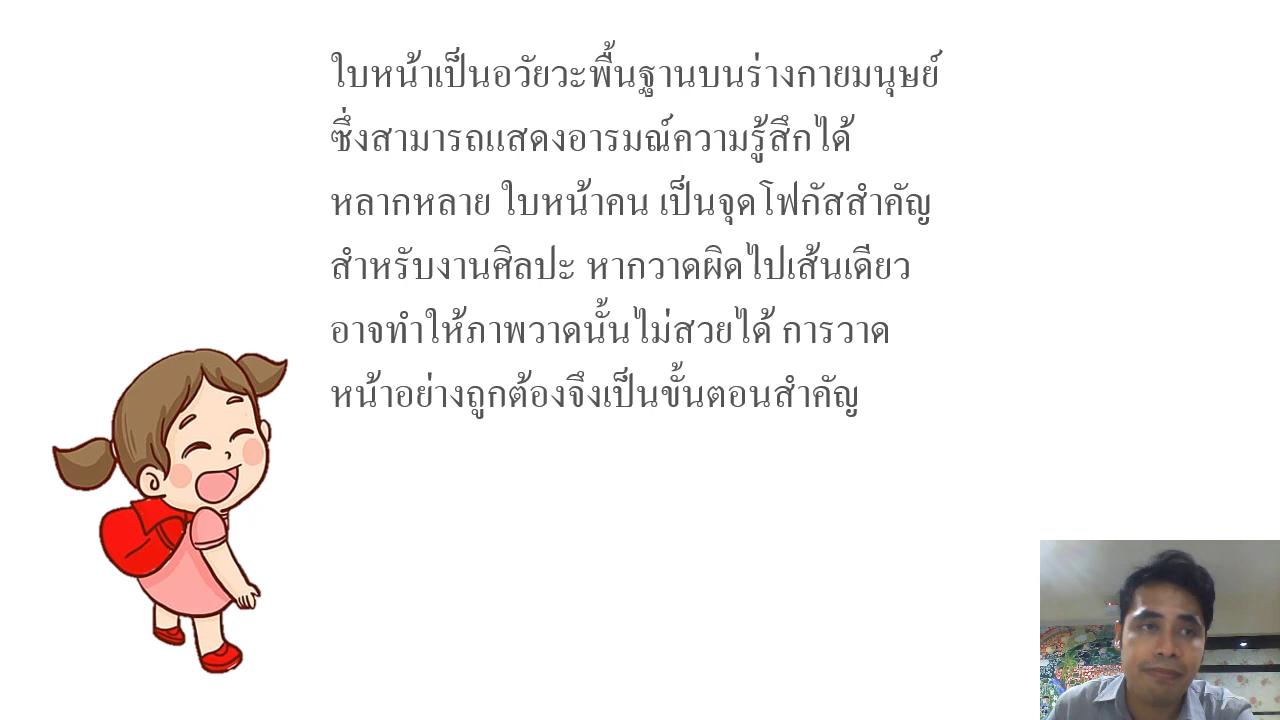 ใบหน้าเป็นอวัยวะพื้นฐานบนร่างกายมนุษย์
ซึ่งสามารถแสดงอารมณ์ความรู้สึกได้
หลากหลาย ใบหน้าคน เป็นจุดโฟกัสสำคัญ
สำหรับงานศิลปะ หากวาดผิดไปเส้นเดียว
อาจทำให้ภาพวาดนั้นไม่สวยได้ การวาด
หน้าอย่างถูกต้องจึงเป็นขั้นตอนสำคัญ